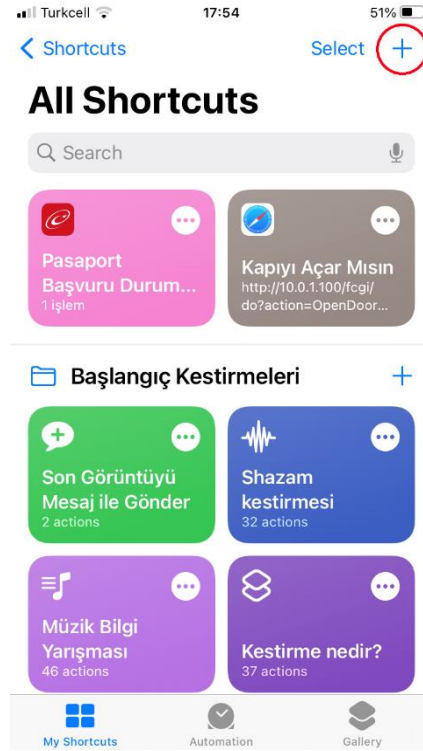 Turkcell
17:54
51%
Shortcuts
Select
All Shortcuts
Search
Pasaport
Başvuru Durum...
1 işlem
Kapıyı Açar Mısın
http://10.0.1.100/fcgi/
do?action=OpenDoor...
Başlangıç Kestirmeleri
Son Görüntüyü
Mesaj ile Gönder
2 actions
Shazam
kestirmesi
32 actions
Müzik Bilgi
Yarışması
46 actions
Kestirme nedir?
37 actions
My Shortcuts
Automation
Gallery